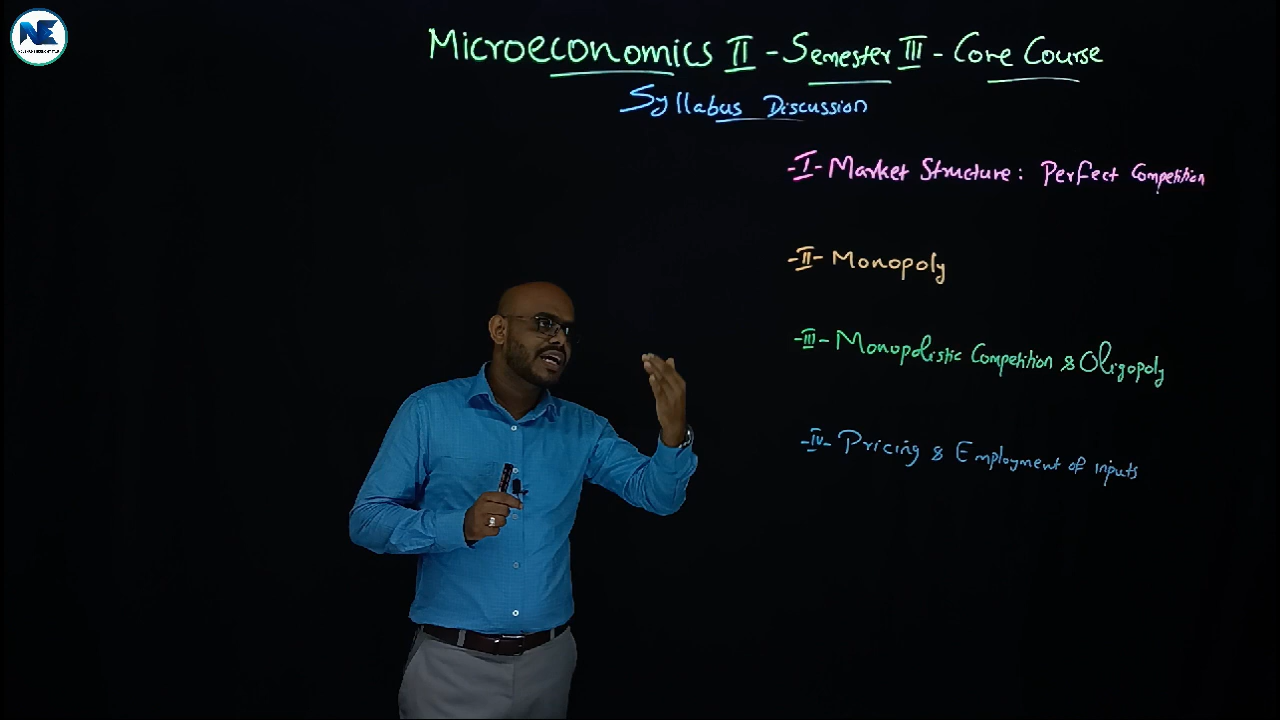 NE
Microeconomics II - Semester III - Core Course
Syllabus Discussion
-I- Market Structure: Perfect Competition
-II- Monopoly
-III- Monopolistic Competition & Oligopoly
-IV- Pricing & Employment of inputs